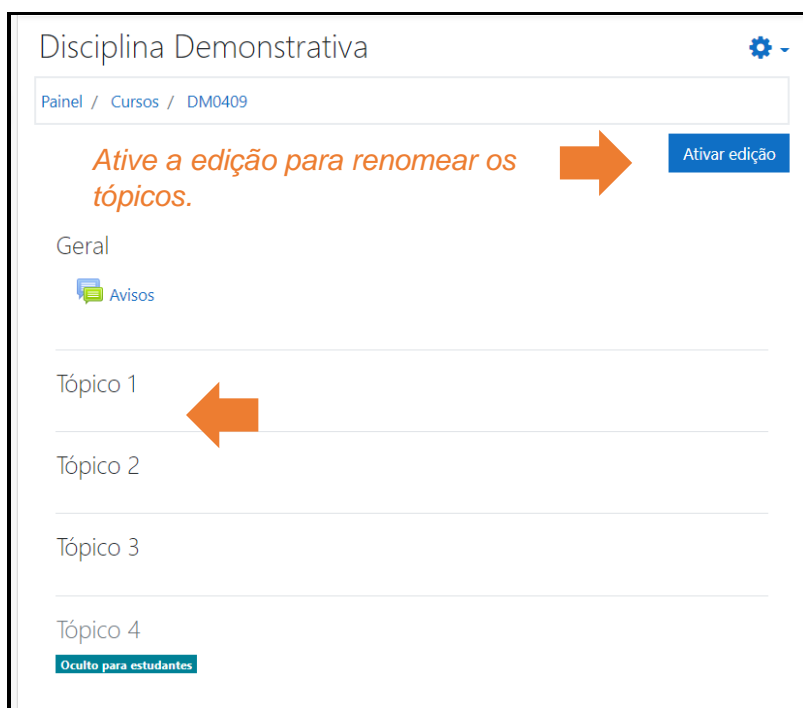 Disciplina Demonstrativa
Painel / Cursos / DM0409
Ative a edição para renomear os
tópicos.
Ativar edição
Geral
Avisos
Tópico 1
Tópico 2
Tópico 3
Tópico 4
Oculto para estudantes